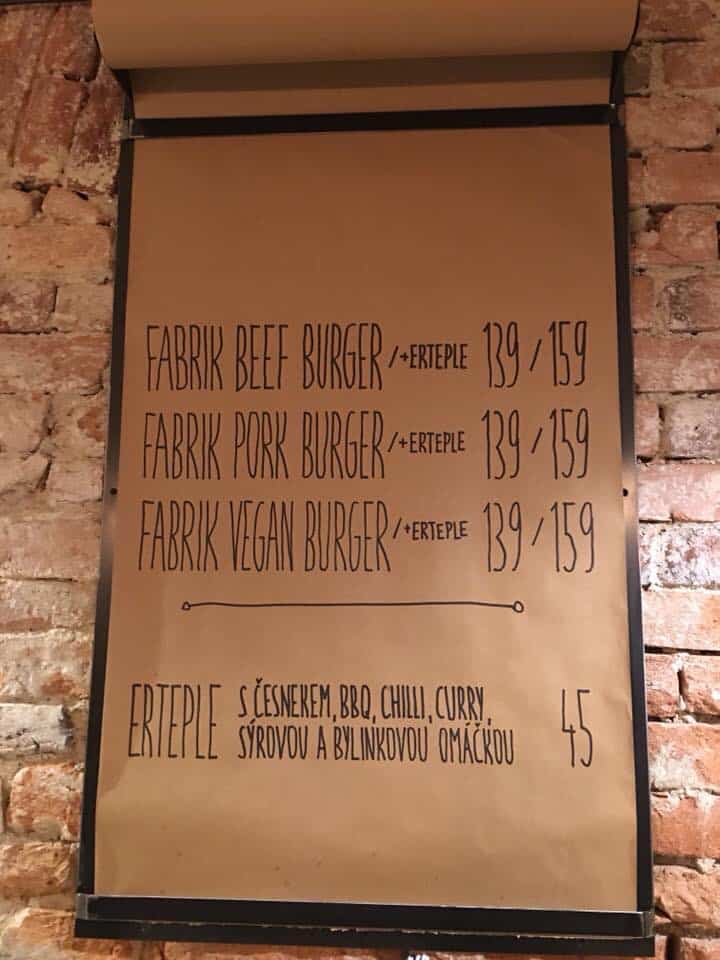 FABRIK BEEF BURGER /+ERTEPLE 139/159
FABRIK PORK BURGER /+ERTEPLE 139/159
FABRIK VEGAN BURGER /+ERTEPLE 139/159
ERTEPLE S ČESNEKEM, BBQ, CHILLI, CURRY, 45
SÝROVOU A BYLINKOVOU OMÁČKOU